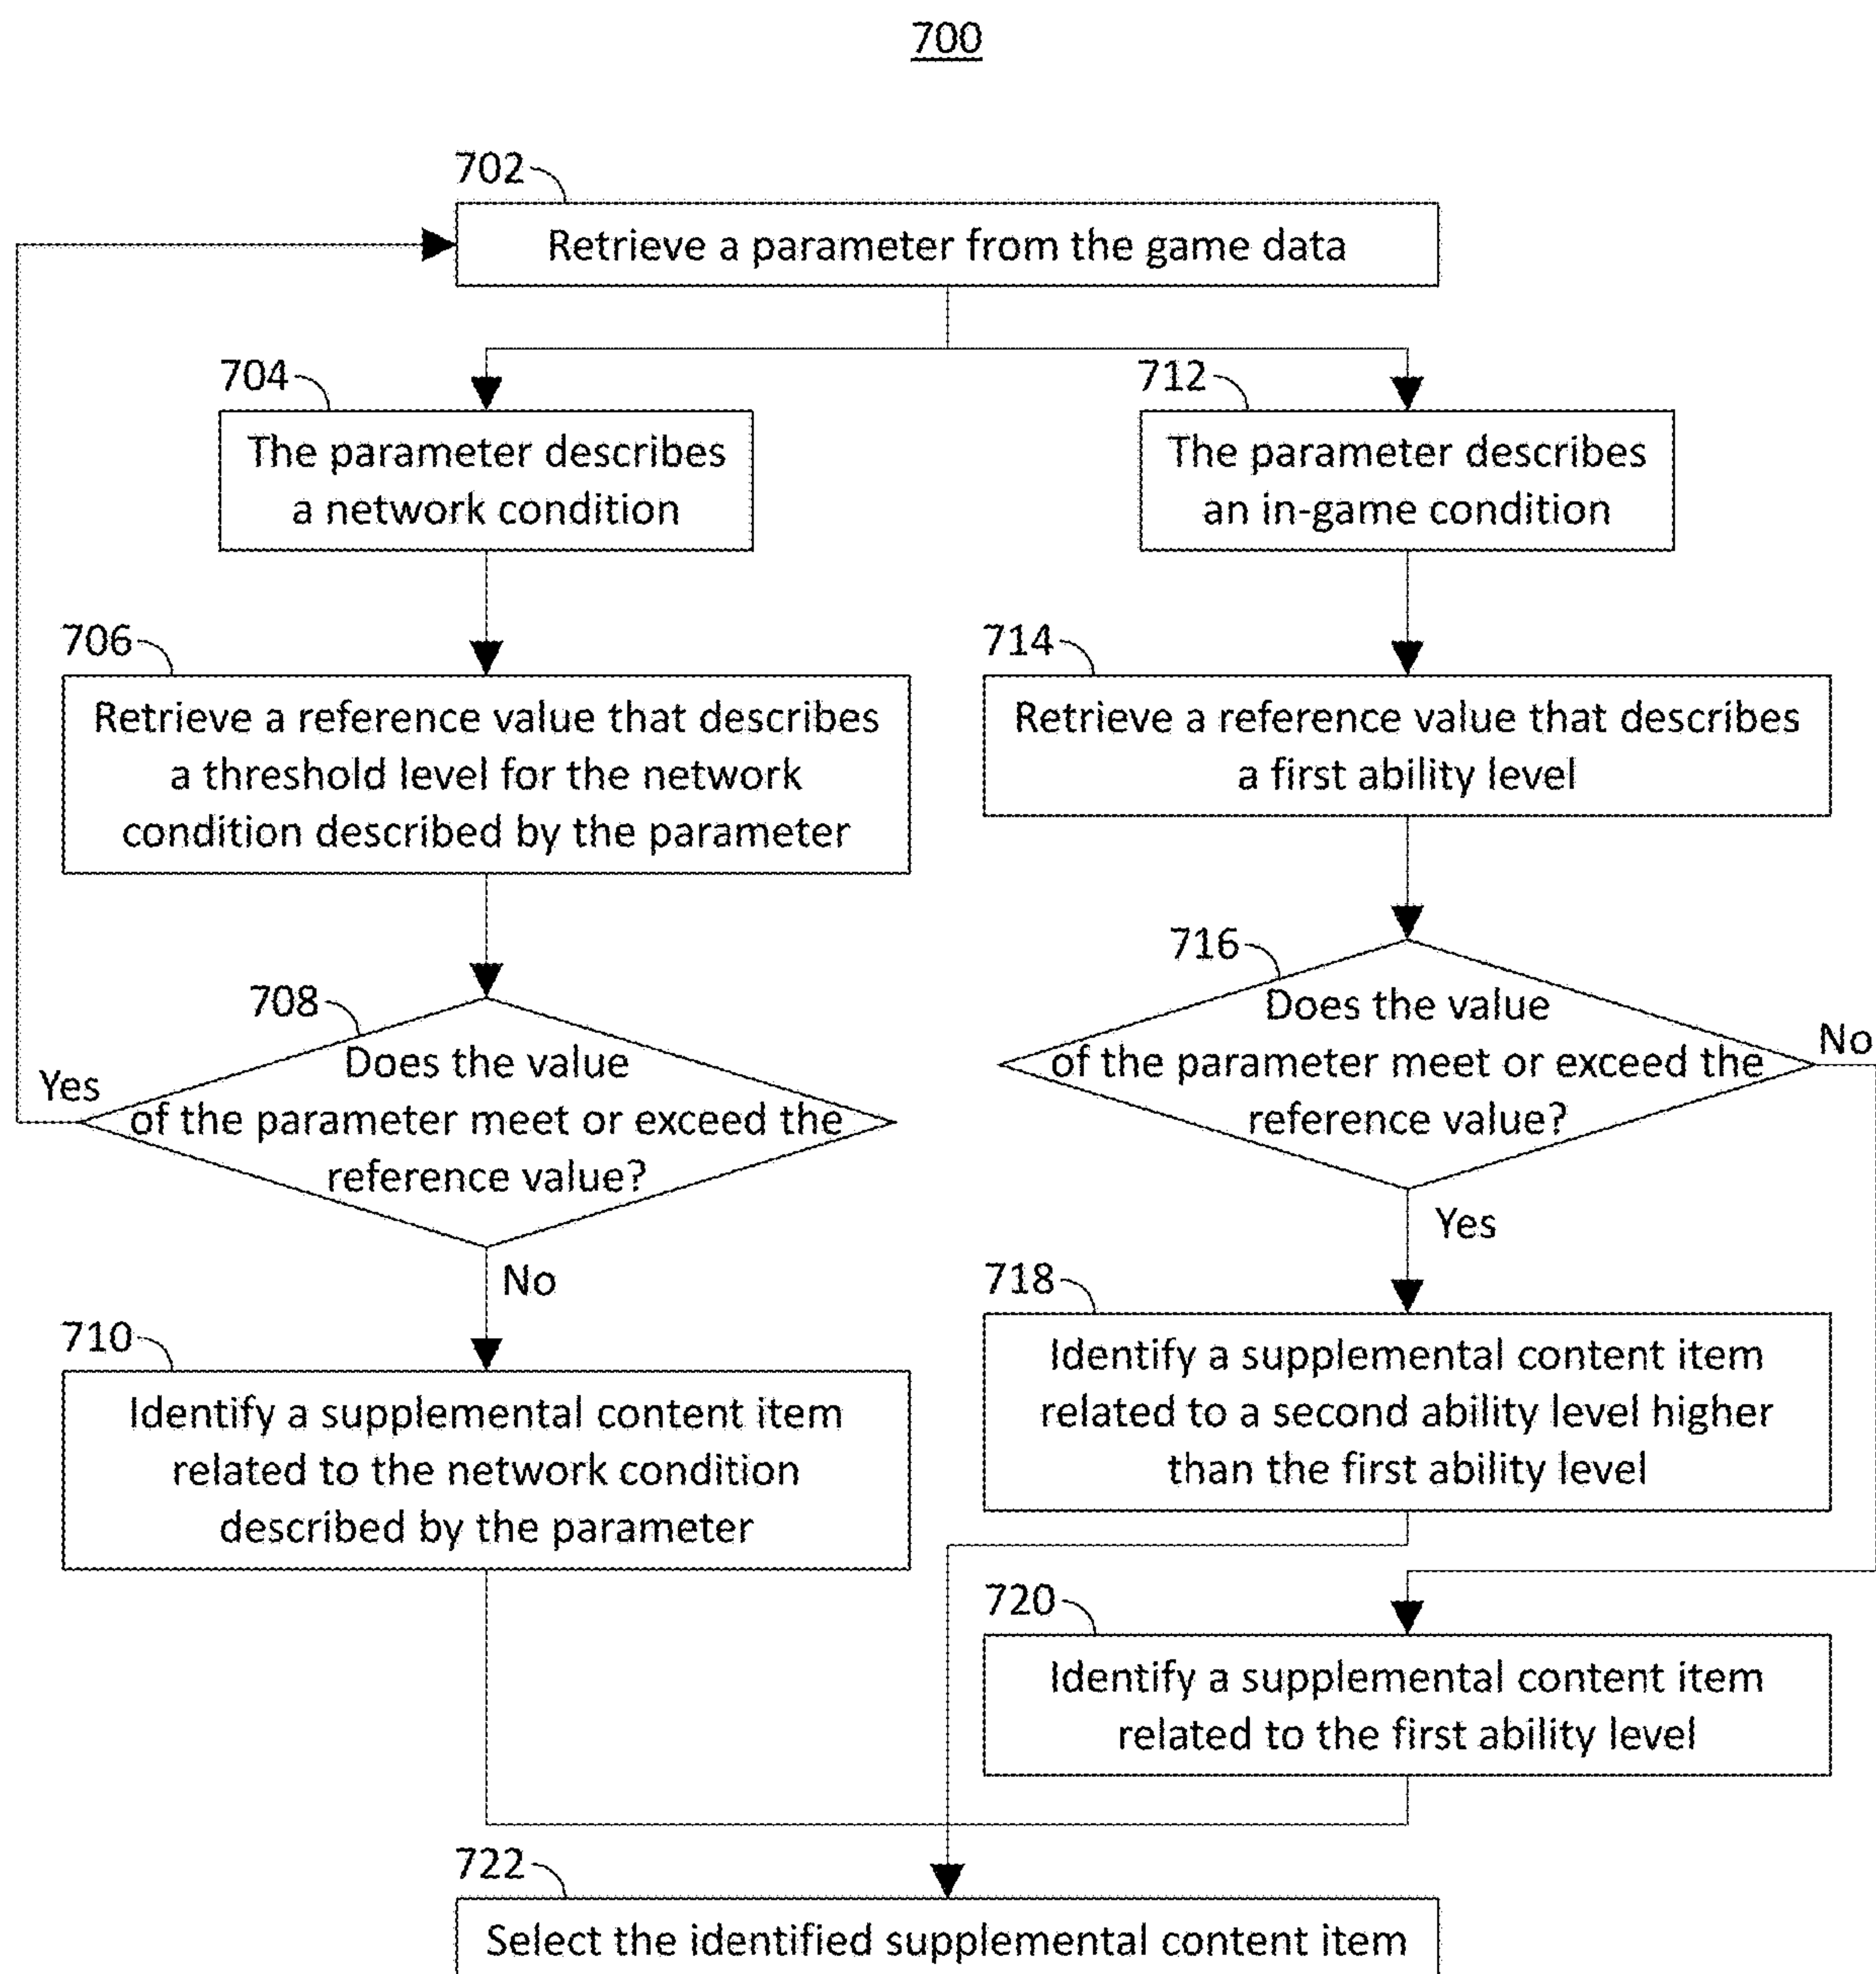 700
702
Retrieve a parameter from the game data
704
The parameter describes
a network condition
706
Retrieve a reference value that describes
a threshold level for the network
condition described by the parameter
708
Does the value
of the parameter meet or exceed the
reference value?
Yes
No
710
Identify a supplemental content item
related to the network condition
described by the parameter
712
The parameter describes
an in-game condition
714
Retrieve a reference value that describes
a first ability level
716
Does the value
of the parameter meet or exceed the
reference value?
No
Yes
718
Identify a supplemental content item
related to a second ability level higher
than the first ability level
720
Identify a supplemental content item
related to the first ability level
722
Select the identified supplemental content item